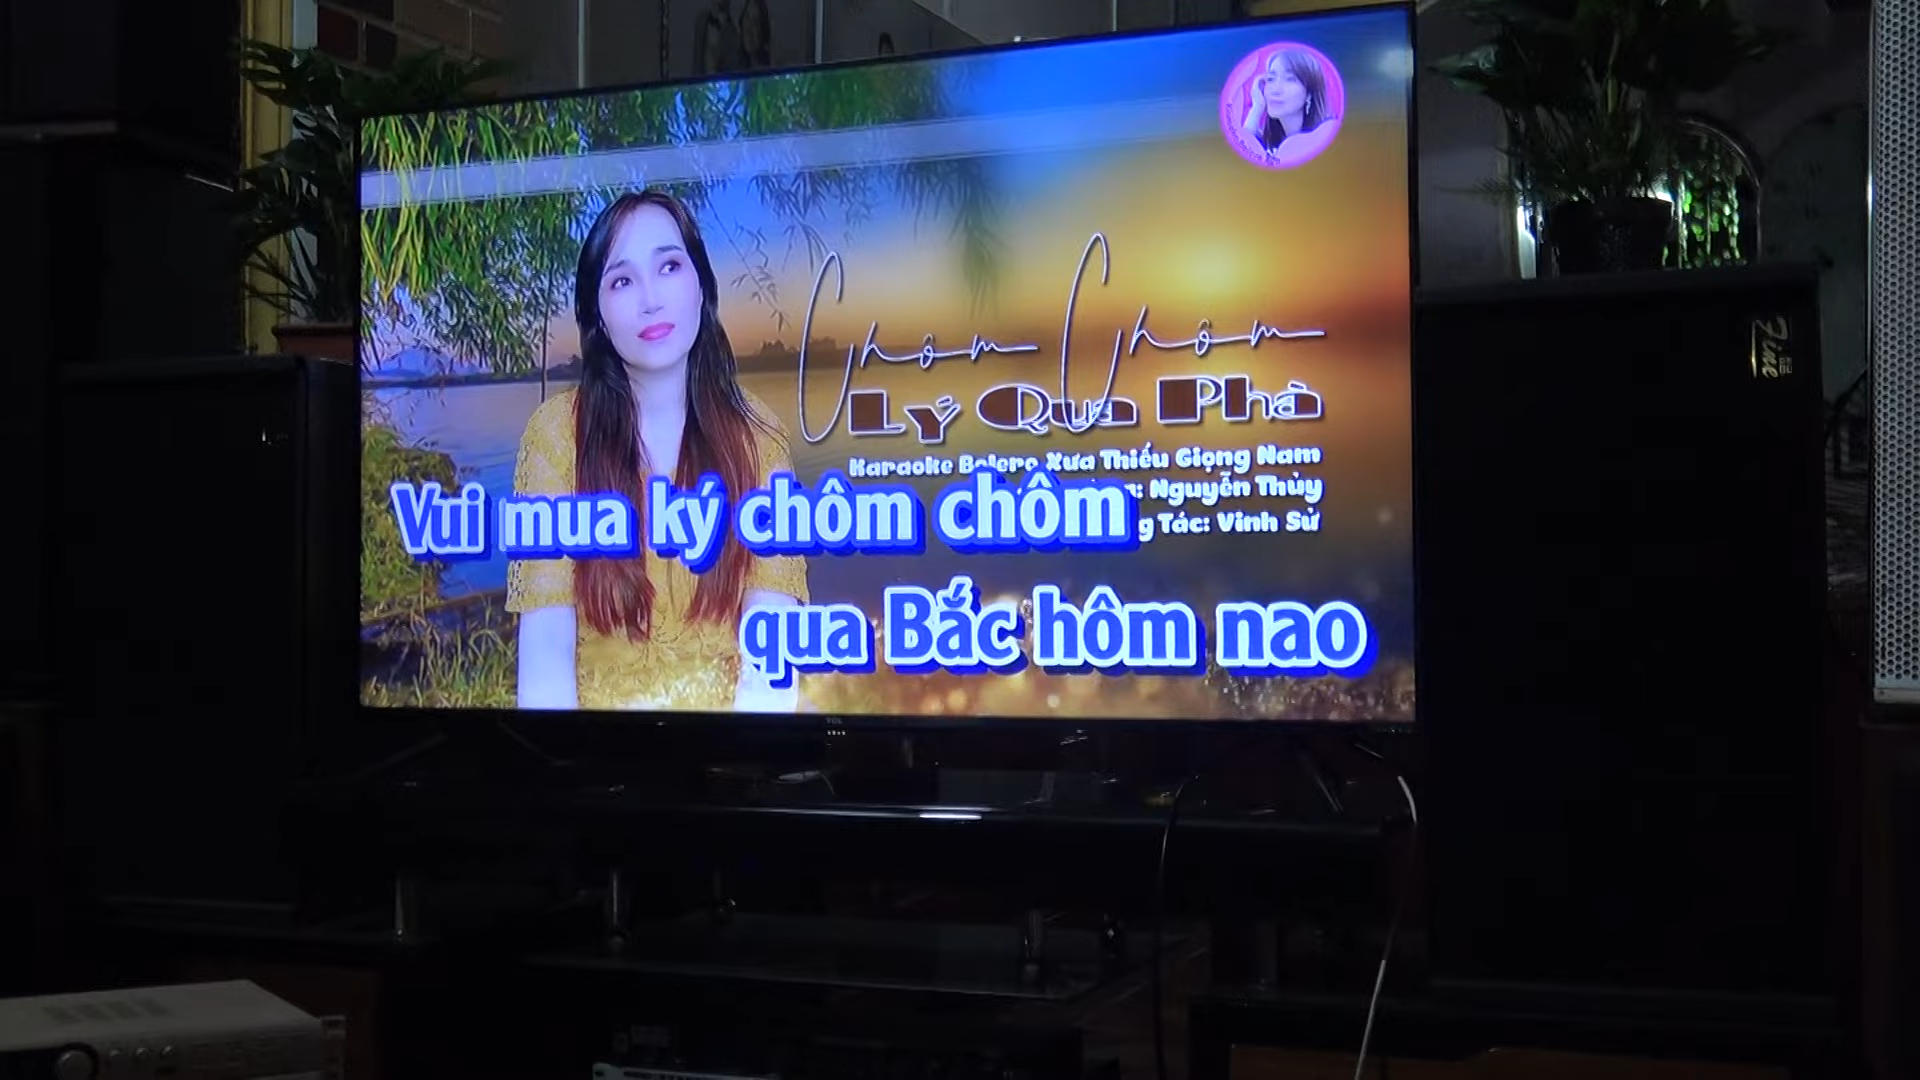 Chôm Chôm
Lý Qua Phà
Karaoke Bolero Xưa Thiếu Giọng Nam
Nguyễn Thủy
Tác: Vinh Sử
Vui mua ký chôm chôm
qua Bắc hôm nao
TCL